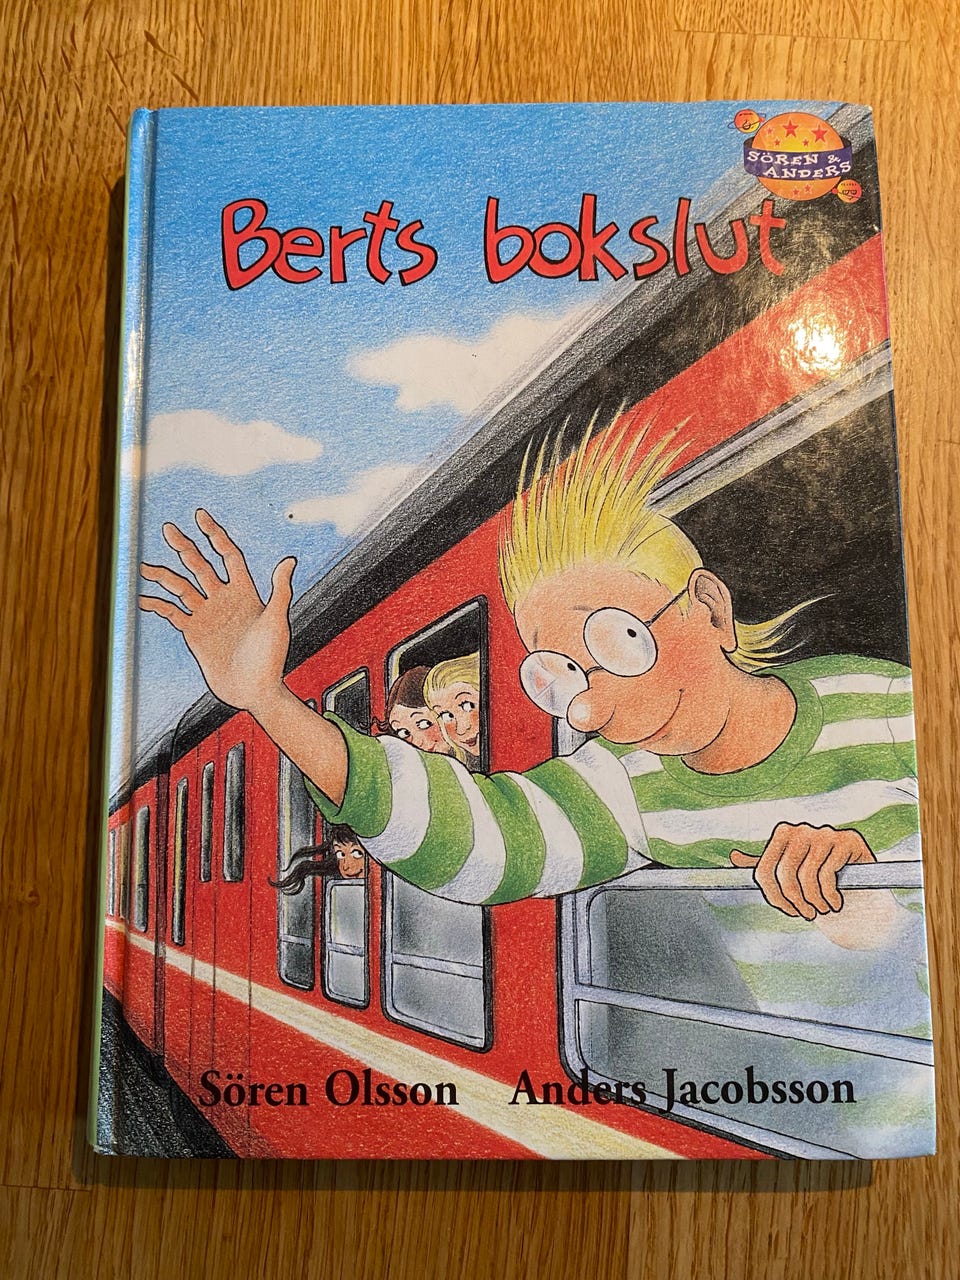 SÖREN &
ANDERS
Berts bokslut
Sören Olsson Anders Jacobsson